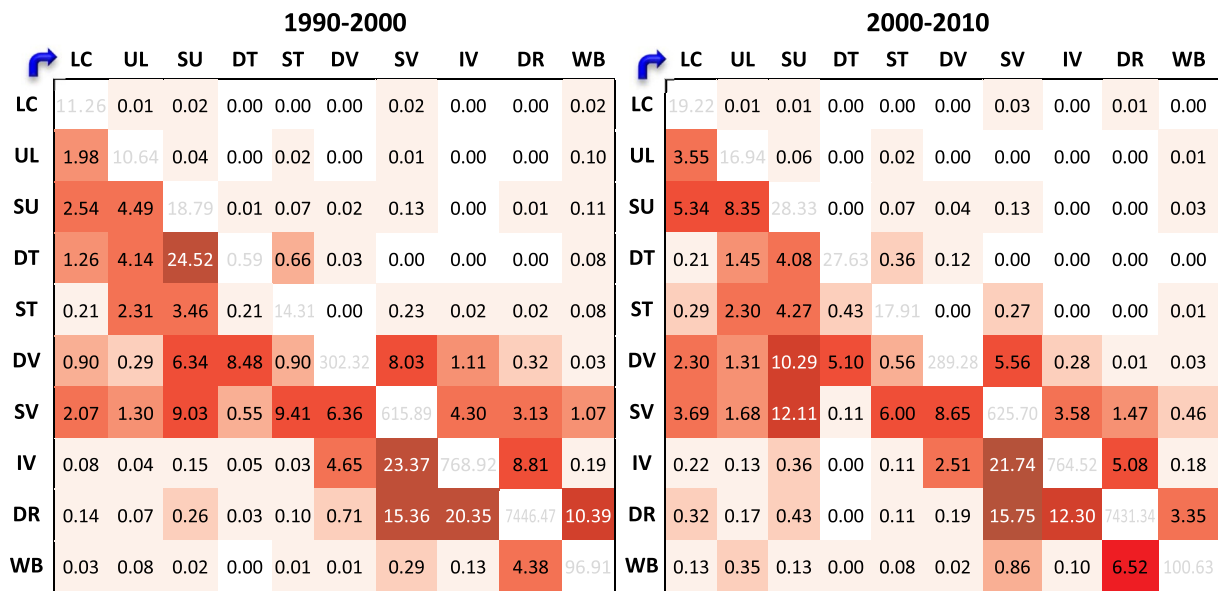 1990-2000 2000-2010
LC UL SU DT ST DV SV IV DR WB LC UL SU DT ST DV SV IV DR WB
LC 11.26 0.01 0.02 0.00 0.00 0.00 0.02 0.00 0.00 0.02 LC 19.22 0.01 0.01 0.00 0.00 0.00 0.03 0.00 0.01 0.00
UL 1.98 10.64 0.04 0.00 0.02 0.00 0.01 0.00 0.00 0.10 UL 3.55 16.94 0.06 0.00 0.02 0.00 0.00 0.00 0.00 0.01
SU 2.54 4.49 18.79 0.01 0.07 0.02 0.13 0.00 0.01 0.11 SU 5.34 8.35 28.33 0.00 0.07 0.04 0.13 0.00 0.00 0.03
DT 1.26 4.14 24.52 0.59 0.66 0.03 0.00 0.00 0.00 0.08 DT 0.21 1.45 4.08 27.63 0.36 0.12 0.00 0.00 0.00 0.00
ST 0.21 2.31 3.46 0.21 14.31 0.00 0.23 0.02 0.02 0.08 ST 0.29 2.30 4.27 0.43 17.91 0.00 0.27 0.00 0.00 0.01
DV 0.90 0.29 6.34 8.48 0.90 302.32 8.03 1.11 0.32 0.03 DV 2.30 1.31 10.29 5.10 0.56 289.28 5.56 0.28 0.01 0.03
SV 2.07 1.30 9.03 0.55 9.41 6.36 615.89 4.30 3.13 1.07 SV 3.69 1.68 12.11 0.11 6.00 8.65 625.70 3.58 1.47 0.46
IV 0.08 0.04 0.15 0.05 0.03 4.65 23.37 768.92 8.81 0.19 IV 0.22 0.13 0.36 0.00 0.11 2.51 21.74 764.52 5.08 0.18
DR 0.14 0.07 0.26 0.03 0.10 0.71 15.36 20.35 7446.47 10.39 DR 0.32 0.17 0.43 0.00 0.11 0.19 15.75 12.30 7431.34 3.35
WB 0.03 0.08 0.02 0.00 0.01 0.01 0.29 0.13 4.38 96.91 WB 0.13 0.35 0.13 0.00 0.08 0.02 0.86 0.10 6.52 100.63